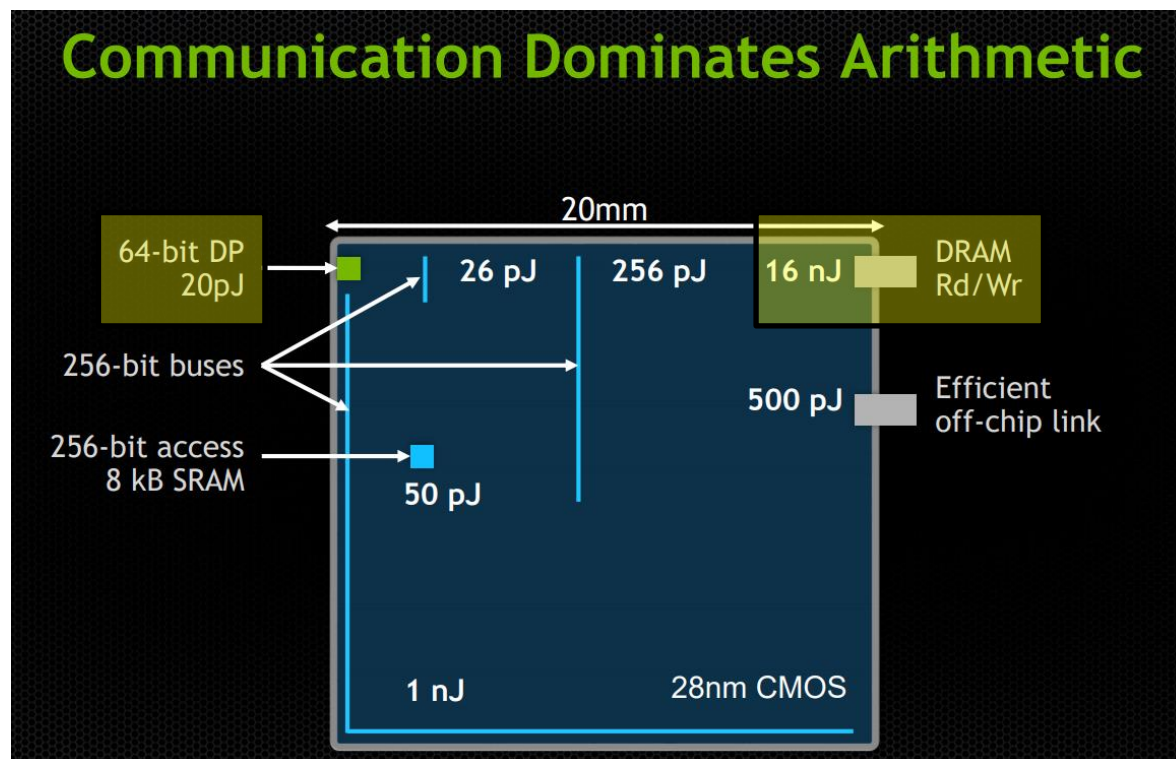 Communication Dominates Arithmetic
20mm
64-bit DP
20pJ
26 pJ
256 pJ
16 nJ
DRAM
Rd/Wr
256-bit buses
500 pJ
Efficient
off-chip link
256-bit access
8 kB SRAM
50 pJ
1 nJ
28nm CMOS